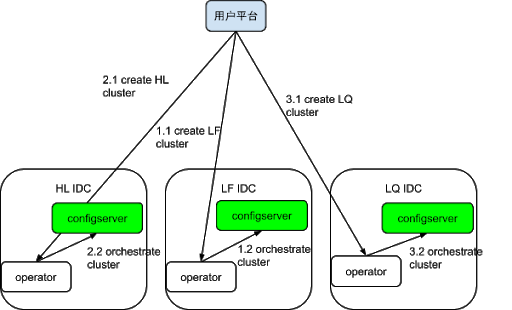 用户平台
2.1 create HL
cluster
3.1 create LQ
cluster
1.1 create LF
cluster
HL IDC
LF IDC
LQ IDC
configserver
configserver
configserver
2.2 orchestrate
cluster
1.2 orchestrate
cluster
3.2 orchestrate
cluster
operator
operator
operator